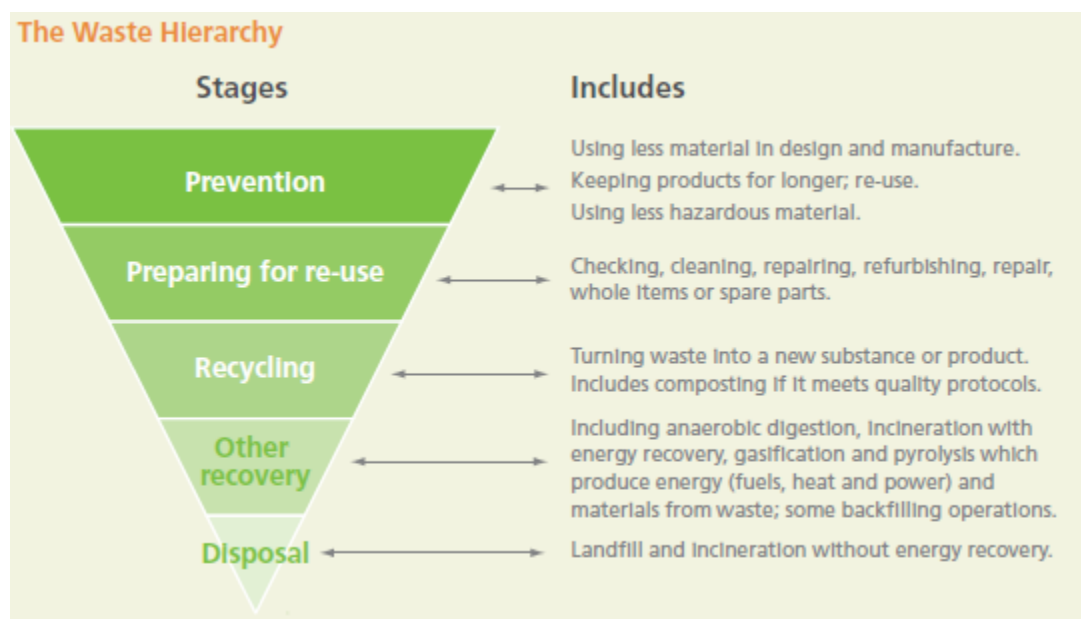 The Waste Hierarchy
Stages
Includes
Prevention
Using less material in design and manufacture.
Keeping products for longer; re-use.
Using less hazardous material.
Preparing for re-use
Checking, cleaning, repairing, refurbishing, repair,
whole items or spare parts.
Recycling
Turning waste into a new substance or product.
Includes composting if it meets quality protocols.
Other
recovery
Including anaerobic digestion, incineration with
energy recovery, gasification and pyrolysis which
produce energy (fuels, heat and power) and
materials from waste; some backfilling operations.
Disposal
Landfill and incineration without energy recovery.